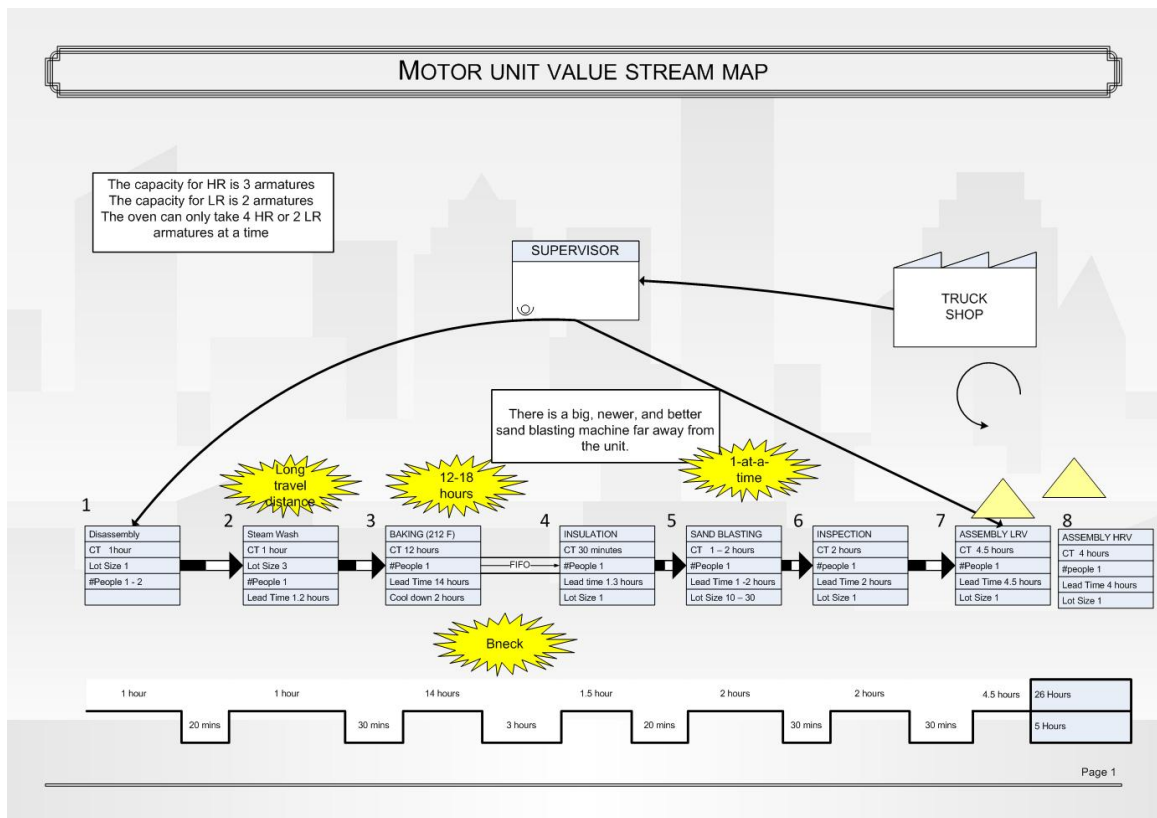 MOTOR UNIT VALUE STREAM MAP
The capacity for HR is 3 armatures
The capacity for LR is 2 armatures
The oven can only take 4 HR or 2 LR
armatures at a time
SUPERVISOR
TRUCK
SHOP
There is a big, newer, and better
sand blasting machine far away from
the unit.
Long
travel
distance
12-18
hours
1-at-a-
time
1
Disassembly
CT 1hour
Lot Size 1
#People 1 - 2
2
Steam Wash
CT 1 hour
Lot Size 3
#People 1
Lead Time 1.2 hours
3
BAKING (212 F)
CT 12 hours
#People 1
Lead Time 14 hours
Cool down 2 hours
FIFO
4
INSULATION
CT 30 minutes
#People 1
Lead time 1.3 hours
Lot Size 1
5
SAND BLASTING
CT 1 – 2 hours
#People 1
Lead Time 1 -2 hours
Lot Size 10 – 30
6
INSPECTION
CT 2 hours
#People 1
Lead Time 2 hours
Lot Size 1
7
ASSEMBLY LRV
CT 4.5 hours
#People 1
Lead Time 4.5 hours
Lot Size 1
8
ASSEMBLY HRV
CT 4 hours
#people 1
Lead Time 4 hours
Lot Size 1
Bneck
1 hour
1 hour
14 hours
1.5 hour
2 hours
2 hours
4.5 hours
26 Hours
20 mins
30 mins
3 hours
20 mins
30 mins
30 mins
5 Hours
Page 1